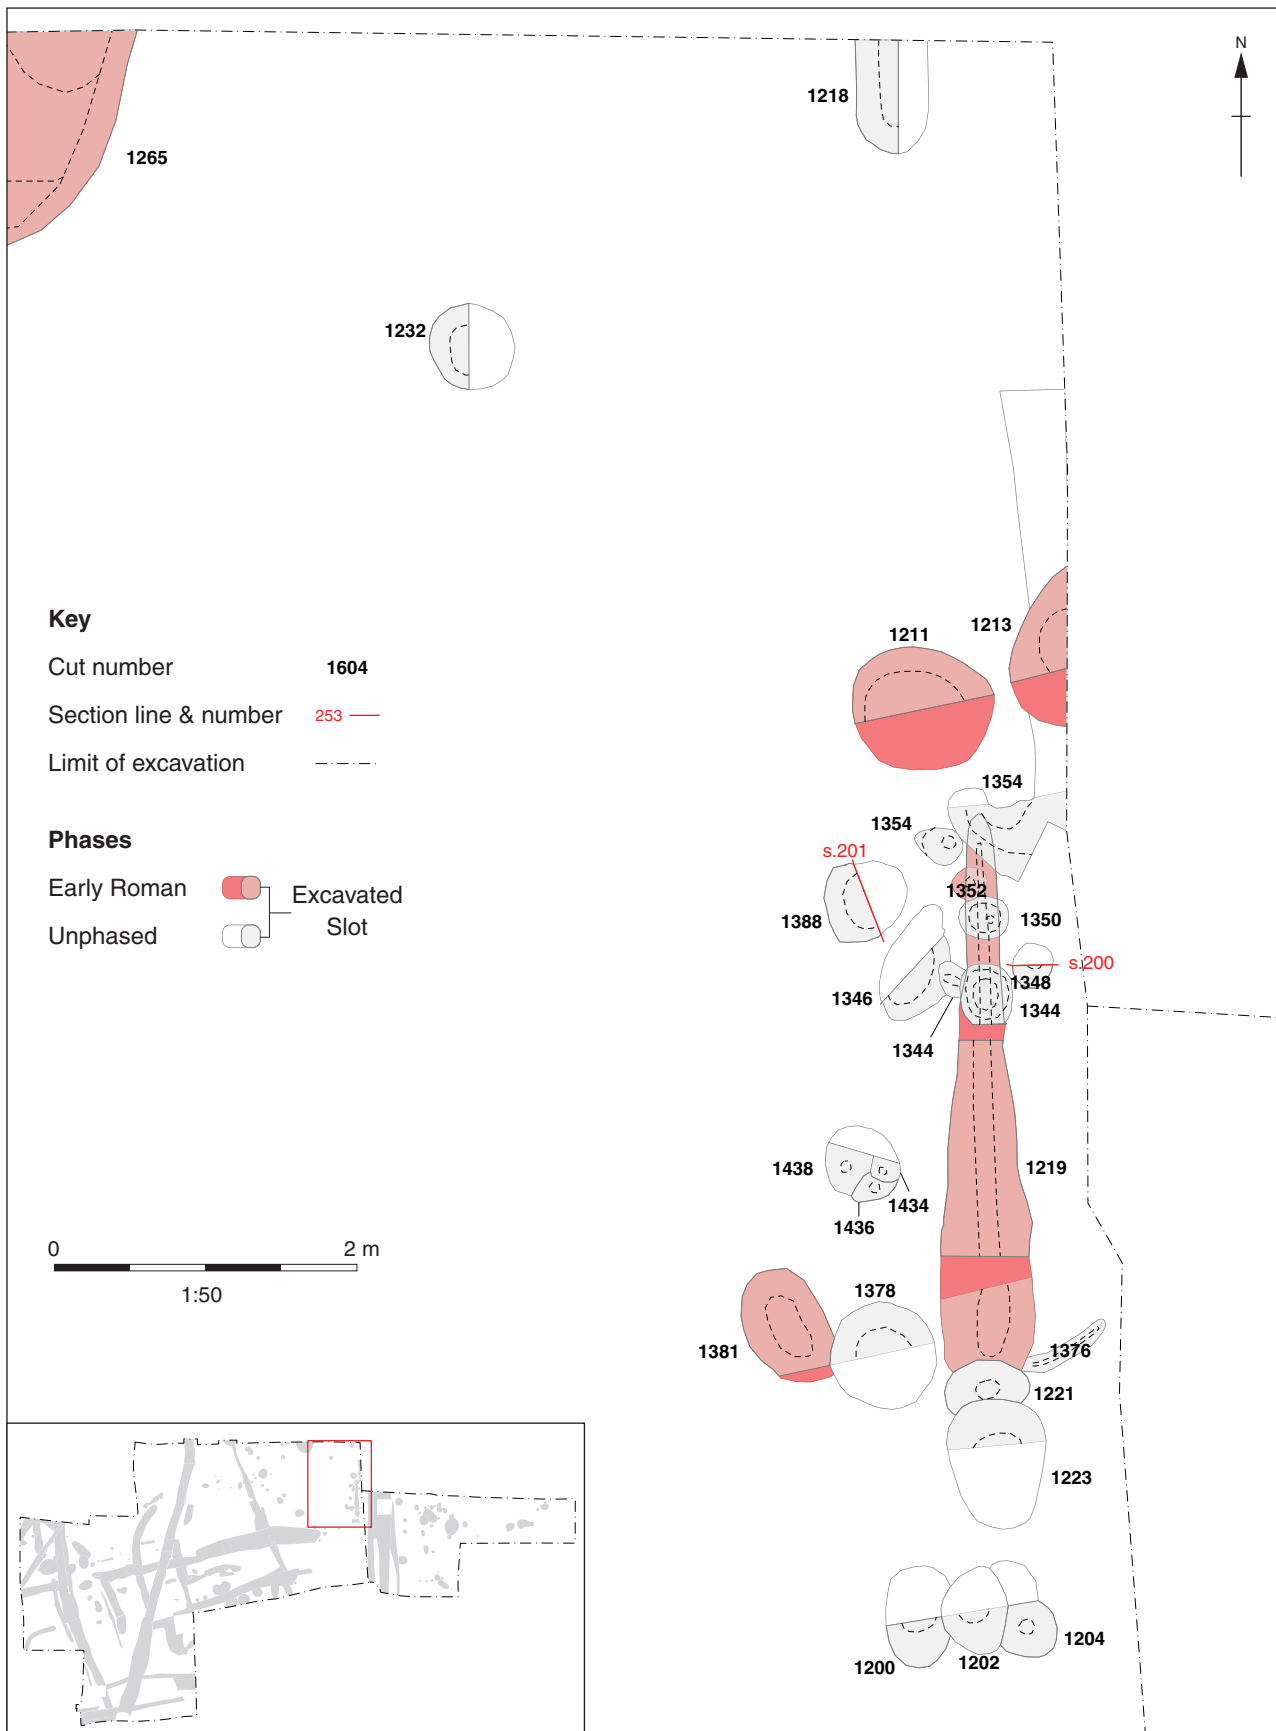 N
1218
1265
1232
Key
Cut number 1604
Section line & number 253
Limit of excavation
Phases
Early Roman
Unphased
Excavated
Slot
1211
1213
1354
1354
s.201
1352
1388
1350
s.200
1346
1348
1344
1344
1438
1219
1434
1436
0 2 m
1:50
1378
1381
1376
1221
1223
1200
1202
1204